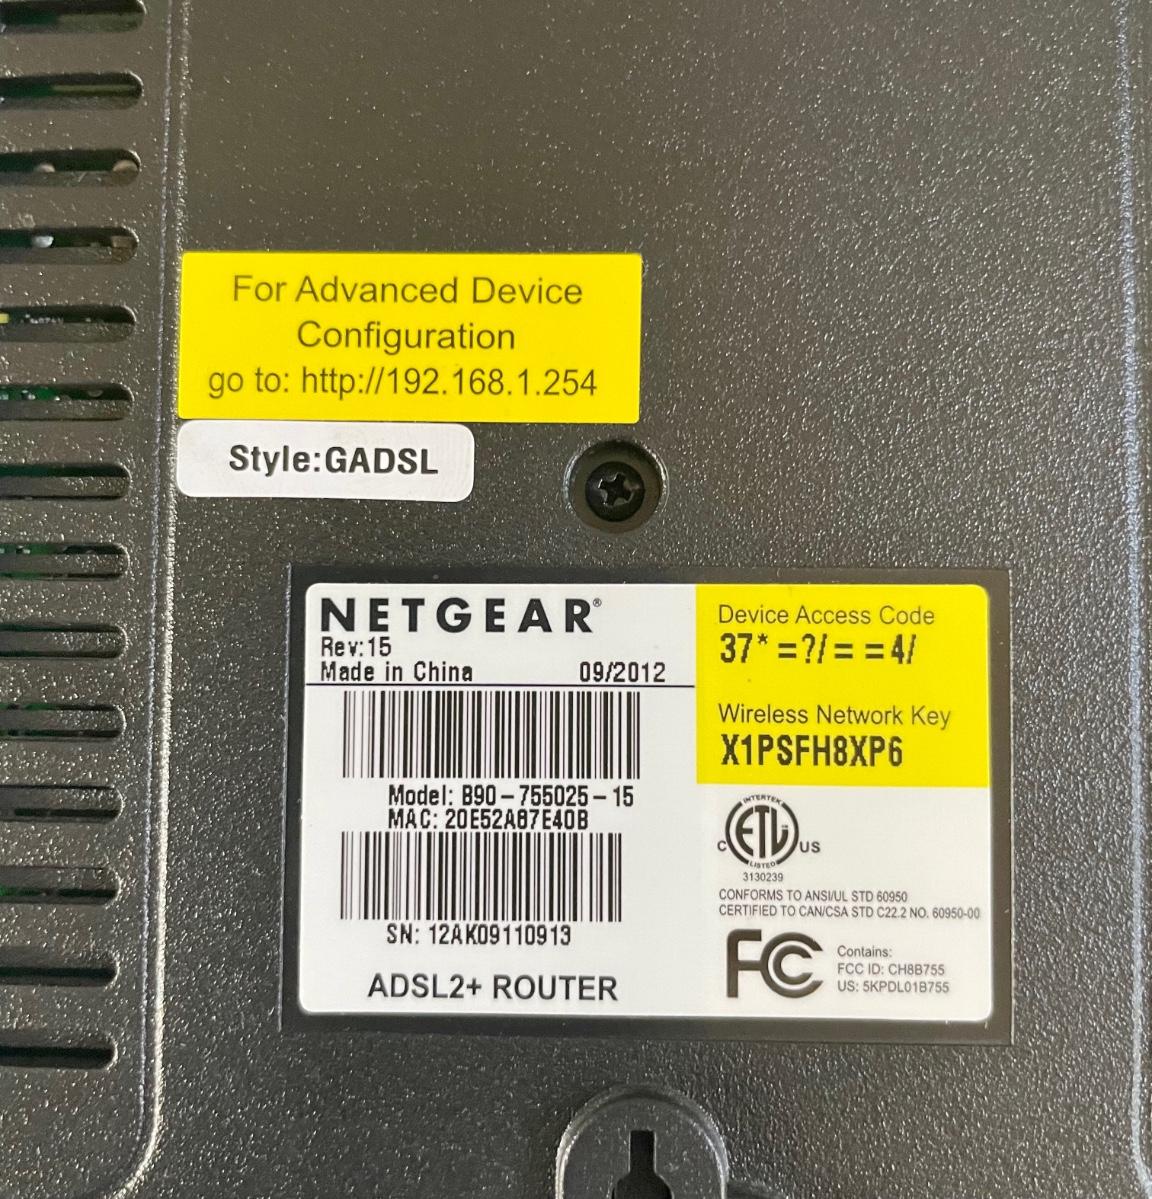 For Advanced Device
Configuration
go to: http://192.168.1.254
Style:GADSL
NETGEAR®
Rev:15
Made in China 09/2012
Model: B90-755025-15
MAC: 20E52A87E40B
SN: 12AK09110913
ADSL2+ ROUTER
Device Access Code
37*=?/==4/
Wireless Network Key
X1PSFH8XP6
INTERTEK
C ETL US
LISTED
3130239
CONFORMS TO ANSI/UL STD 60950
CERTIFIED TO CAN/CSA STD C22.2 NO. 60950-00
FC
Contains:
FCC ID: CH8B755
US: 5KPDL01B755